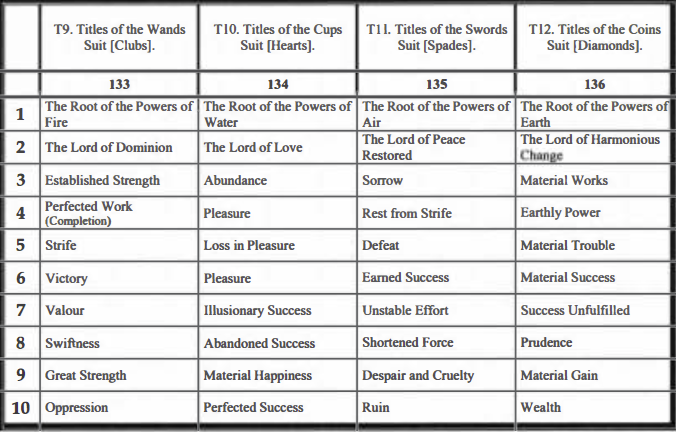 T9. Titles of the Wands Suit [Clubs]. T10. Titles of the Cups Suit [Hearts]. T11. Titles of the Swords Suit [Spades]. T12. Titles of the Coins Suit [Diamonds].
133 134 135 136
1 The Root of the Powers of Fire The Root of the Powers of Water The Root of the Powers of Air The Root of the Powers of Earth
2 The Lord of Dominion The Lord of Love The Lord of Peace Restored The Lord of Harmonious Change
3 Established Strength Abundance Sorrow Material Works
4 Perfected Work (Completion) Pleasure Rest from Strife Earthly Power
5 Strife Loss in Pleasure Defeat Material Trouble
6 Victory Pleasure Earned Success Material Success
7 Valour Illusionary Success Unstable Effort Success Unfulfilled
8 Swiftness Abandoned Success Shortened Force Prudence
9 Great Strength Material Happiness Despair and Cruelty Material Gain
10 Oppression Perfected Success Ruin Wealth